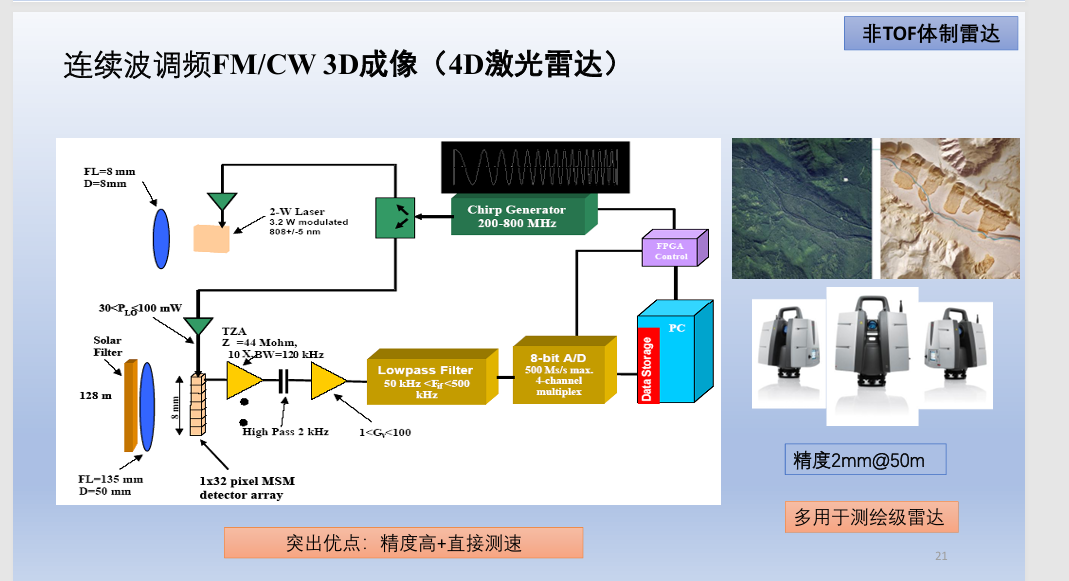 非TOF体制雷达
连续波调频FM/CW 3D成像（4D激光雷达）
FL=8 mm
D=8mm
2-W Laser
3.2 W modulated
808+/-5 nm
Chirp Generator
200-800 MHz
FPGA
Control
30<PLO<100 mW
Solar
Filter
128 m
8 mm
TZA
Z =44 Mohm,
10 X BW=120 kHz
Lowpass Filter
50 kHz <Fif <500
kHz
8-bit A/D
500 Ms/s max.
4-channel
multiplex
PC
Data Storage
High Pass 2 kHz
1<Gv<100
FL=135 mm
D=50 mm
1x32 pixel MSM
detector array
精度2mm@50m
多用于测绘级雷达
突出优点：精度高+直接测速
21